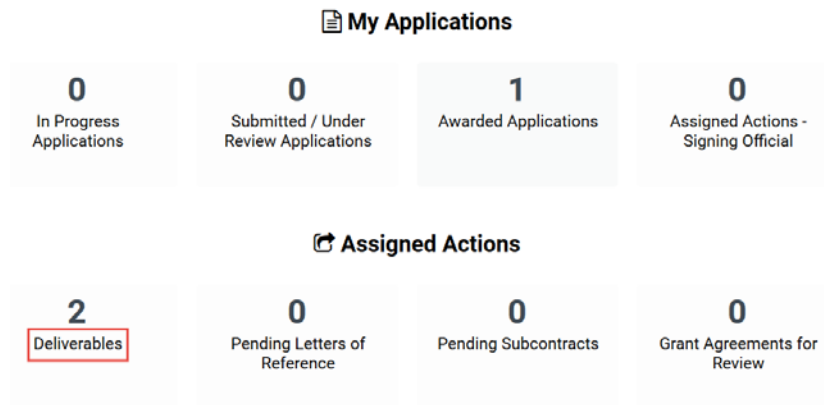 My Applications
0
In Progress
Applications
0
Submitted / Under
Review Applications
1
Awarded Applications
0
Assigned Actions -
Signing Official
Assigned Actions
2
Deliverables
0
Pending Letters of
Reference
0
Pending Subcontracts
0
Grant Agreements for
Review